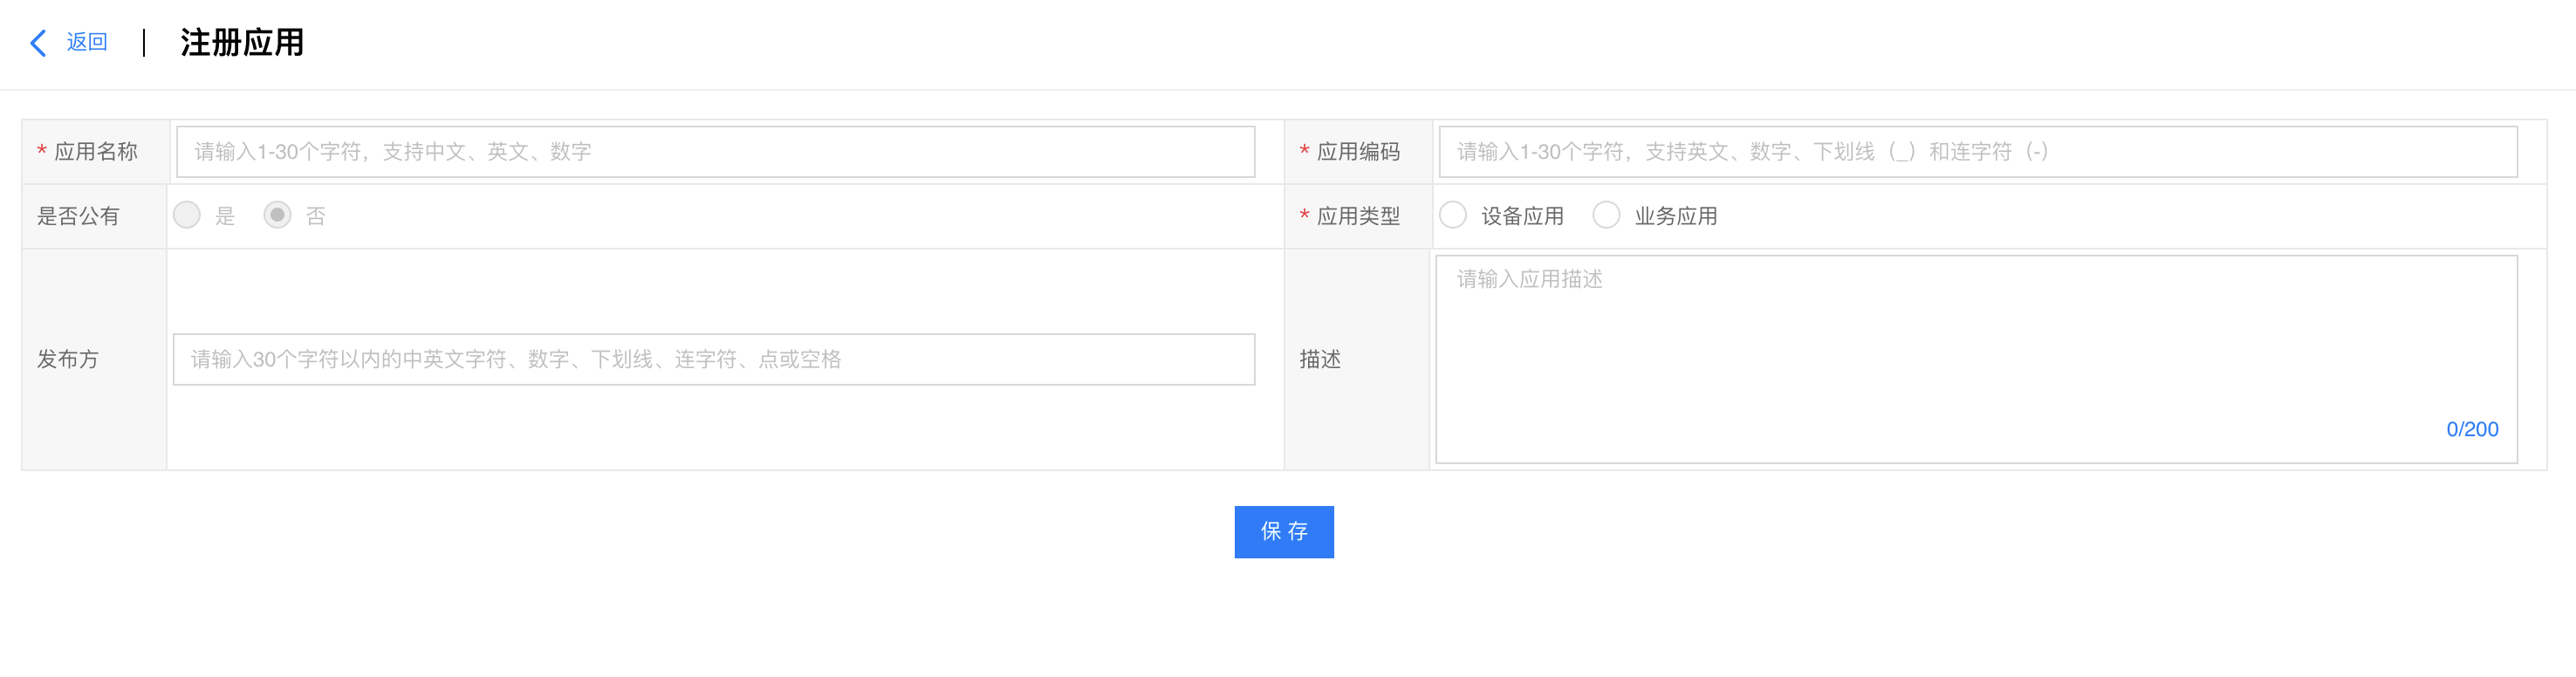 返回 注册应用
* 应用名称 请输入1-30个字符，支持中文、英文、数字 * 应用编码 请输入1-30个字符，支持英文、数字、下划线（_）和连字符（-）
是否公有 是 否 * 应用类型 设备应用 业务应用
发布方 请输入30个字符以内的中英文字符、数字、下划线、连字符、点或空格 描述 请输入应用描述
0/200
保 存